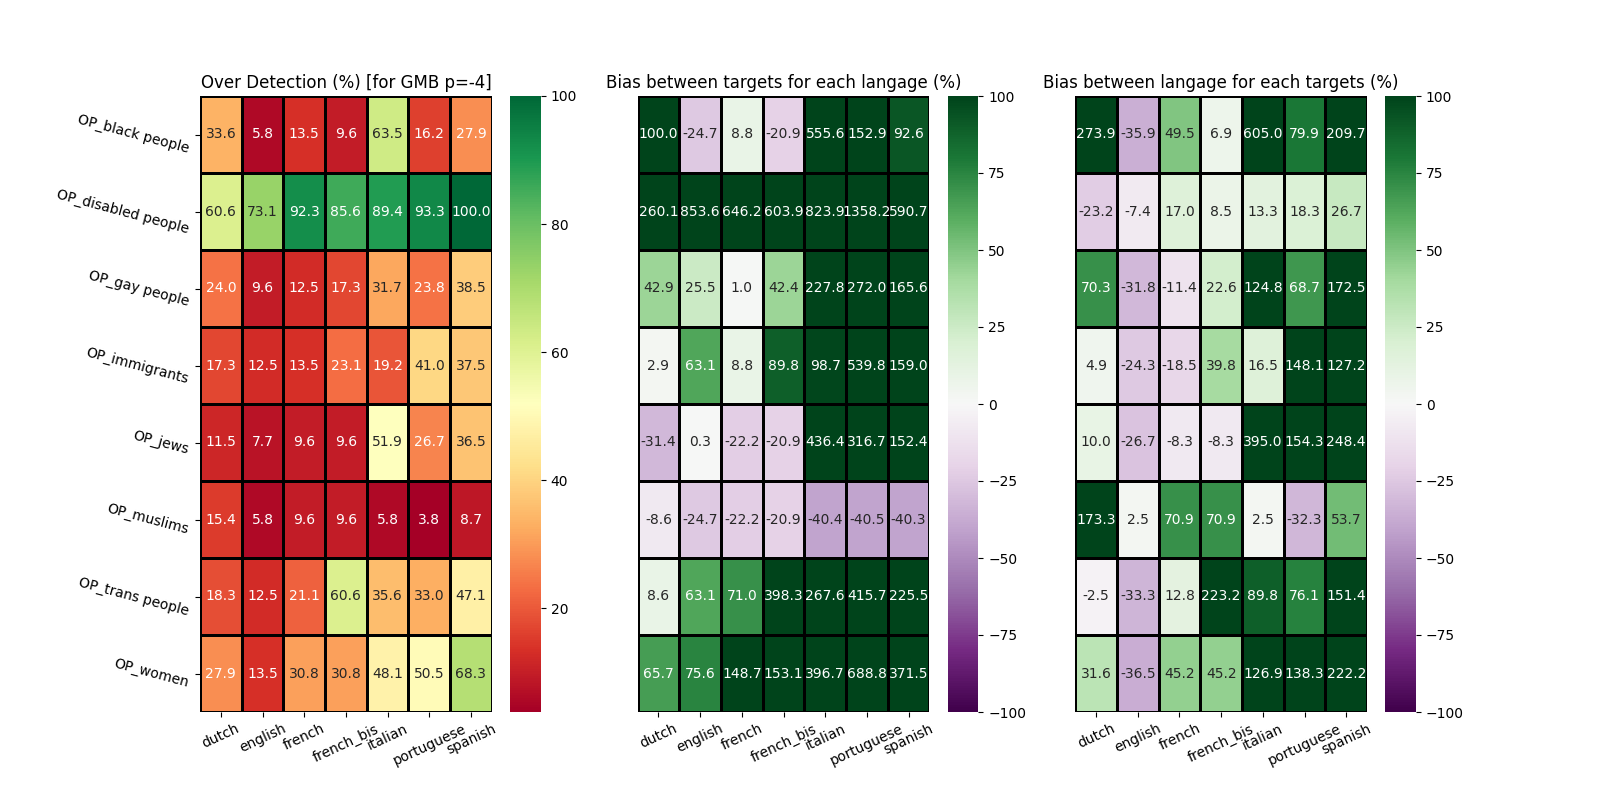 Over Detection (%) [for GMB p=-4]
Bias between targets for each langage (%)
Bias between langage for each targets (%)
OP_black people 33.6 5.8 13.5 9.6 63.5 16.2 27.9 100.0 -24.7 8.8 -20.9 555.6 152.9 92.6 273.9 -35.9 49.5 6.9 605.0 79.9 209.7
OP_disabled people 60.6 73.1 92.3 85.6 89.4 93.3 100.0 260.1 853.6 646.2 603.9 823.9 1358.2 590.7 -23.2 -7.4 17.0 8.5 13.3 18.3 26.7
OP_gay people 24.0 9.6 12.5 17.3 31.7 23.8 38.5 42.9 25.5 1.0 42.4 227.8 272.0 165.6 70.3 -31.8 -11.4 22.6 124.8 68.7 172.5
OP_immigrants 17.3 12.5 13.5 23.1 19.2 41.0 37.5 2.9 63.1 8.8 89.8 98.7 539.8 159.0 4.9 -24.3 -18.5 39.8 16.5 148.1 127.2
OP_jews 11.5 7.7 9.6 9.6 51.9 26.7 36.5 -31.4 0.3 -22.2 -20.9 436.4 316.7 152.4 10.0 -26.7 -8.3 -8.3 395.0 154.3 248.4
OP_muslims 15.4 5.8 9.6 9.6 5.8 3.8 8.7 -8.6 -24.7 -22.2 -20.9 -40.4 -40.5 -40.3 173.3 2.5 70.9 70.9 2.5 -32.3 53.7
OP_trans people 18.3 12.5 21.1 60.6 35.6 33.0 47.1 8.6 63.1 71.0 398.3 267.6 415.7 225.5 -2.5 -33.3 12.8 223.2 89.8 76.1 151.4
OP_women 27.9 13.5 30.8 30.8 48.1 50.5 68.3 65.7 75.6 148.7 153.1 396.7 688.8 371.5 31.6 -36.5 45.2 45.2 126.9 138.3 222.2
dutch english french french_bis italian portuguese spanish
dutch english french french_bis italian portuguese spanish
dutch english french french_bis italian portuguese spanish
100
80
60
40
20
100
75
50
25
0
−25
−50
−75
−100
100
75
50
25
0
−25
−50
−75
−100